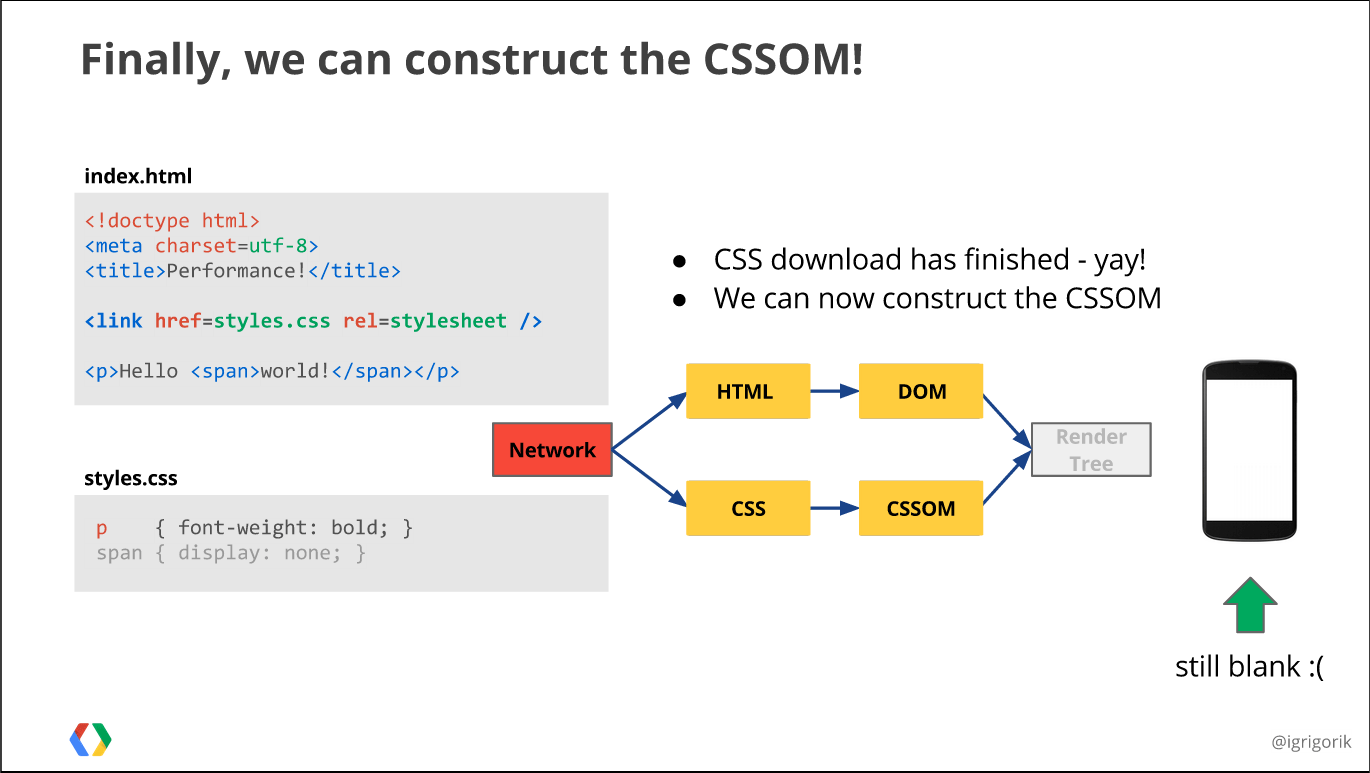 Finally, we can construct the CSSOM!
index.html
<!doctype html>
<meta charset=utf-8>
<title>Performance!</title>
<link href=styles.css rel=stylesheet />
<p>Hello <span>world!</span></p>
styles.css
p    { font-weight: bold; }
span { display: none; }
● CSS download has finished - yay!
● We can now construct the CSSOM
Network
HTML
DOM
CSS
CSSOM
Render
Tree
still blank :(
@igrigorik